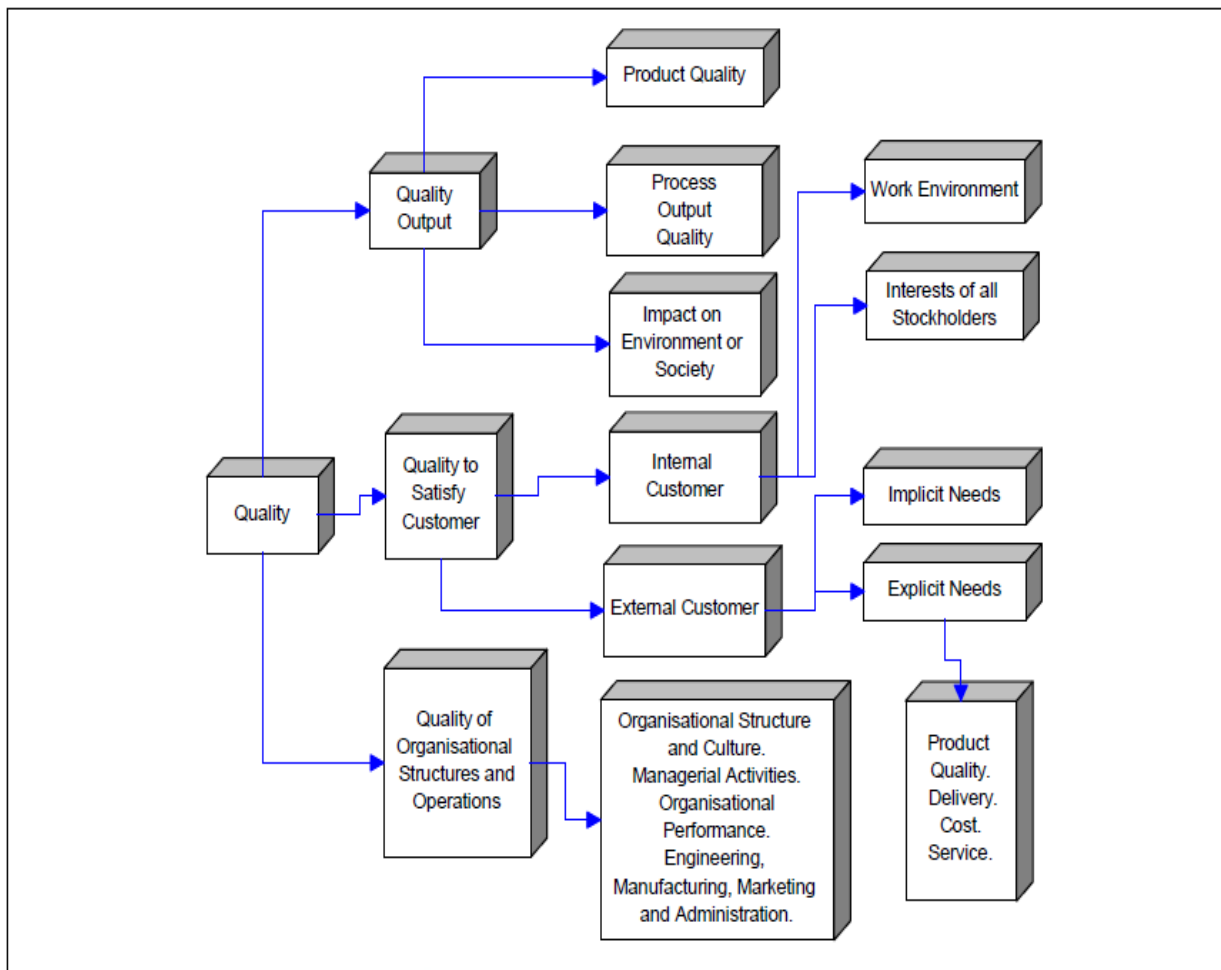 Product Quality
Quality
Output
Process
Output
Quality
Work Environment
Interests of all
Stockholders
Impact on
Environment or
Society
Quality
Quality to
Satisfy
Customer
Internal
Customer
Implicit Needs
External Customer
Explicit Needs
Quality of
Organisational
Structures and
Operations
Organisational Structure
and Culture.
Managerial Activities.
Organisational
Performance.
Engineering,
Manufacturing, Marketing
and Administration.
Product
Quality.
Delivery.
Cost.
Service.